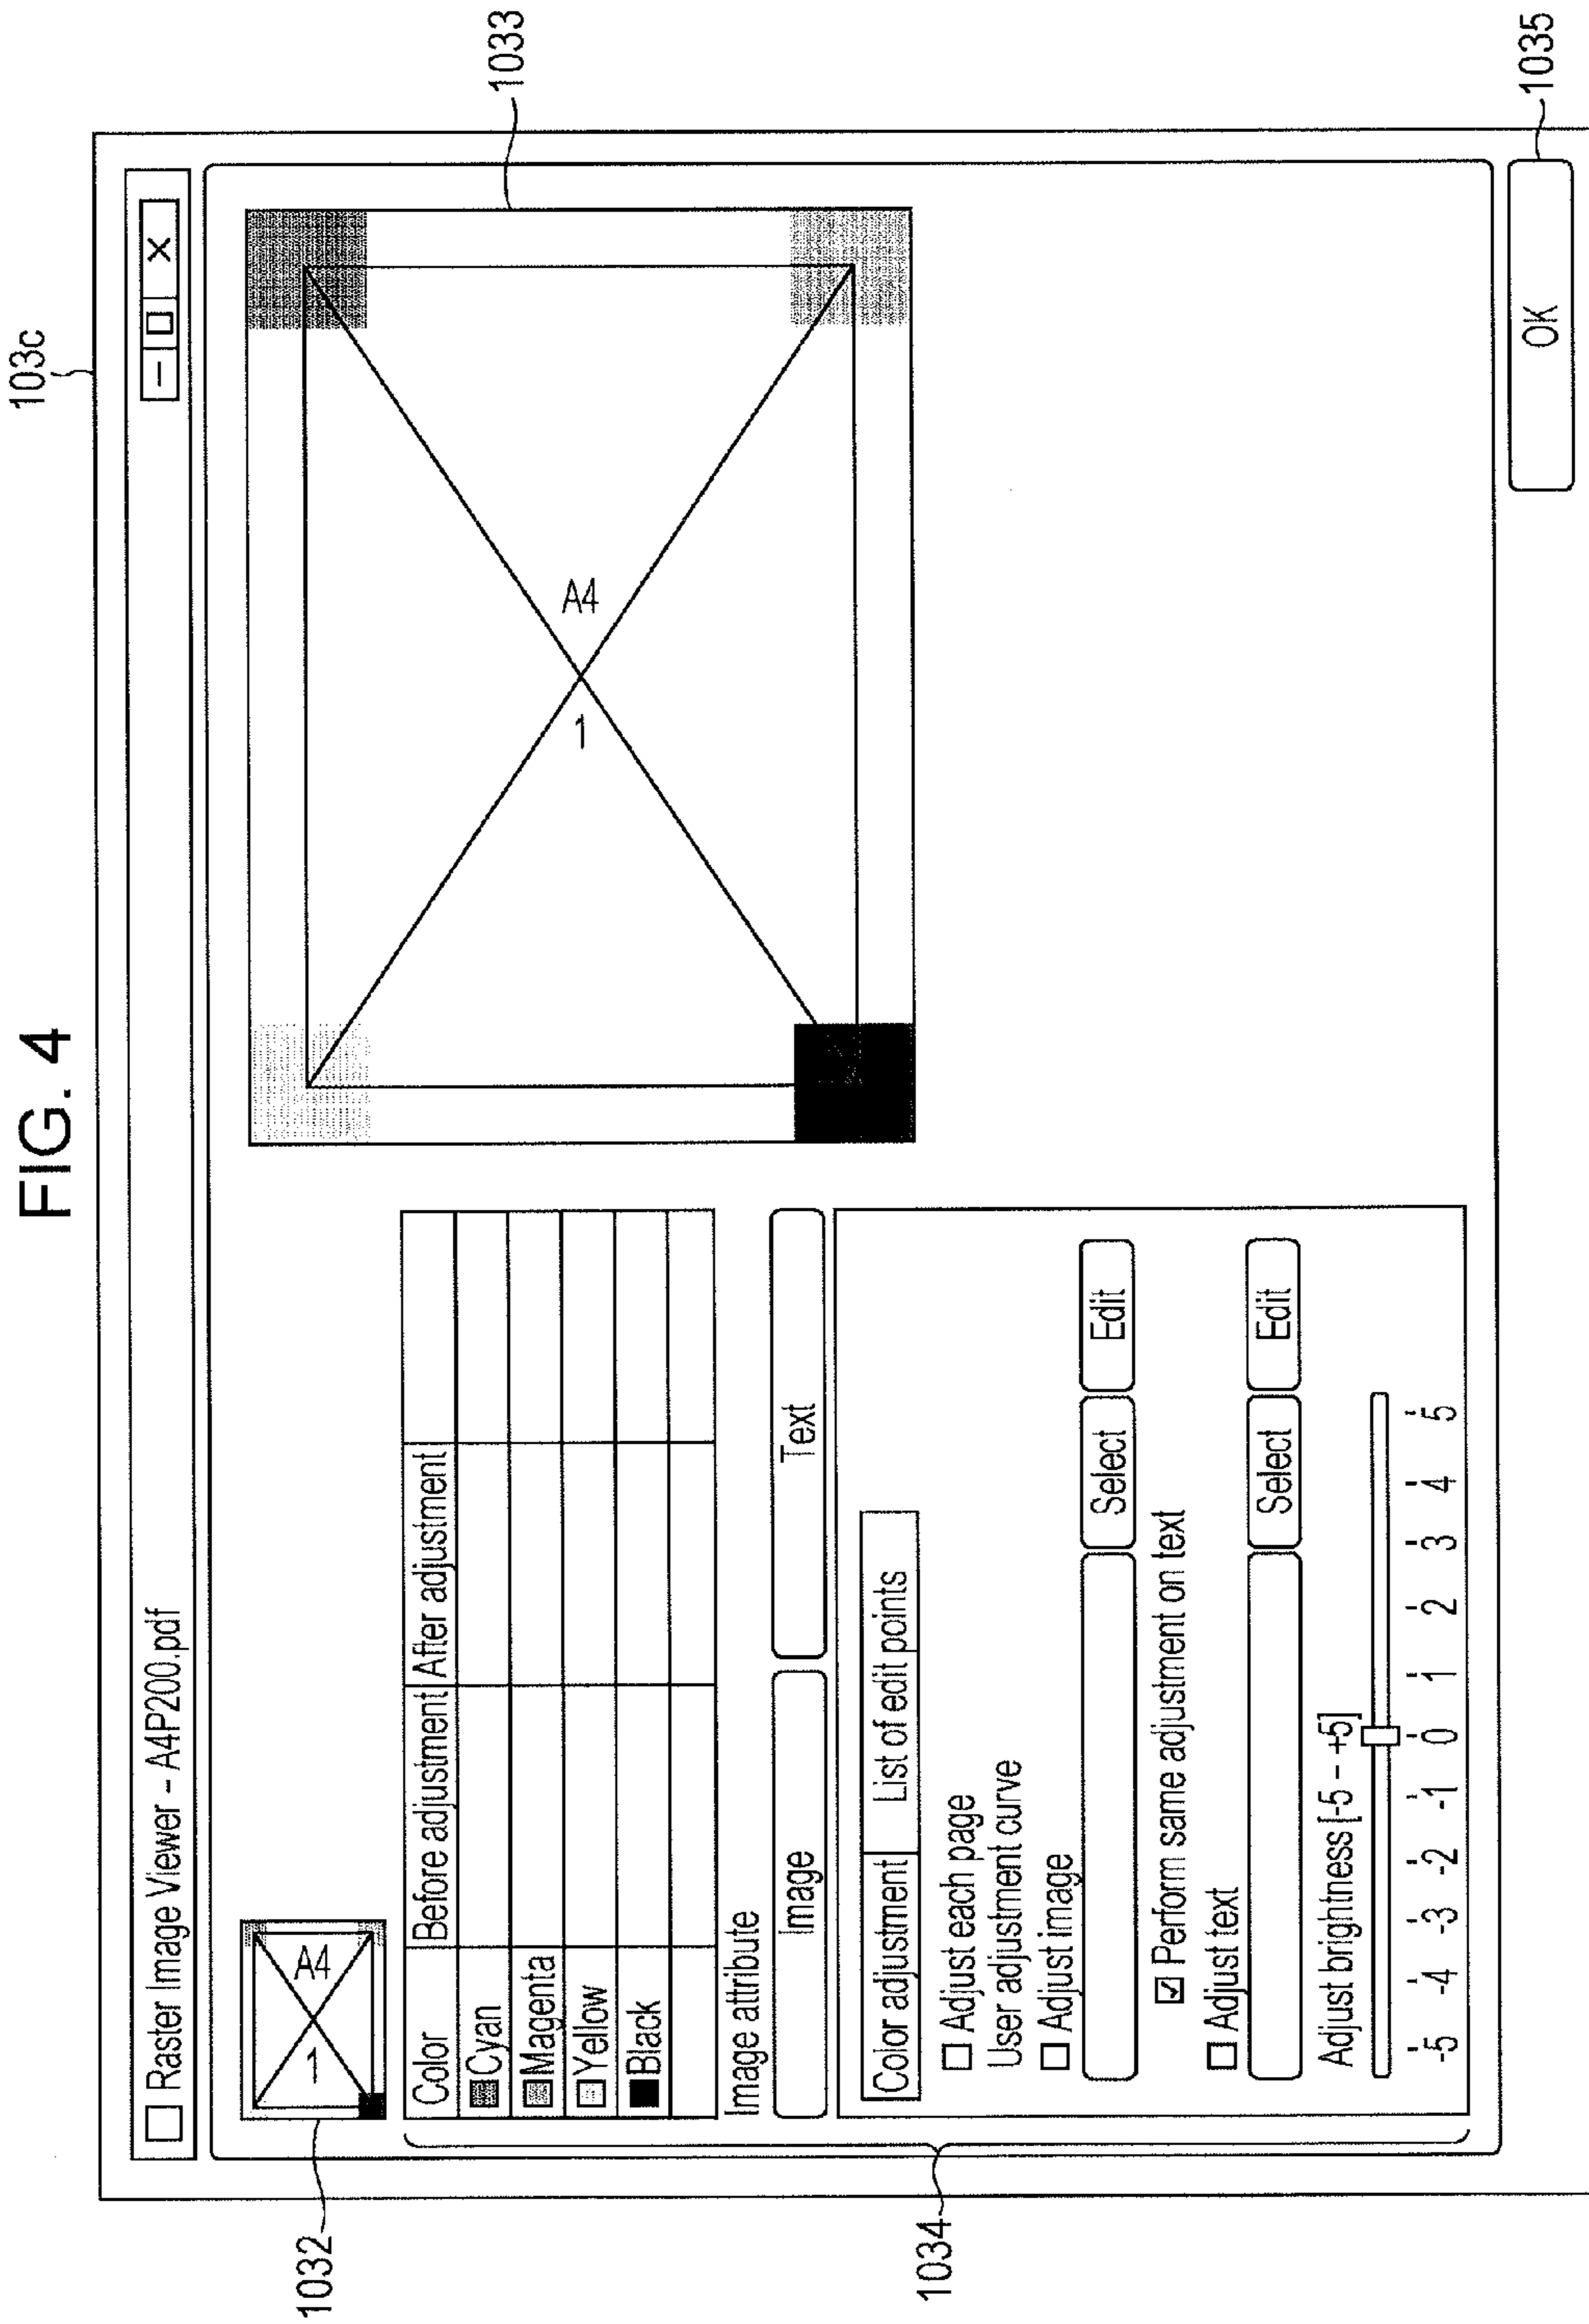 FIG. 4
103c
Raster Image Viewer - A4P200.pdf
1032
A4
1
1033
A4
1
1034
Color Before adjustment After adjustment
Cyan
Magenta
Yellow
Black
Image attribute
Image Text
Color adjustment List of edit points
Adjust each page
User adjustment curve
Adjust image
Select Edit
Perform same adjustment on text
Adjust text
Select Edit
Adjust brightness [-5 - +5]
-5 -4 -3 -2 -1 0 1 2 3 4 5
OK
1035